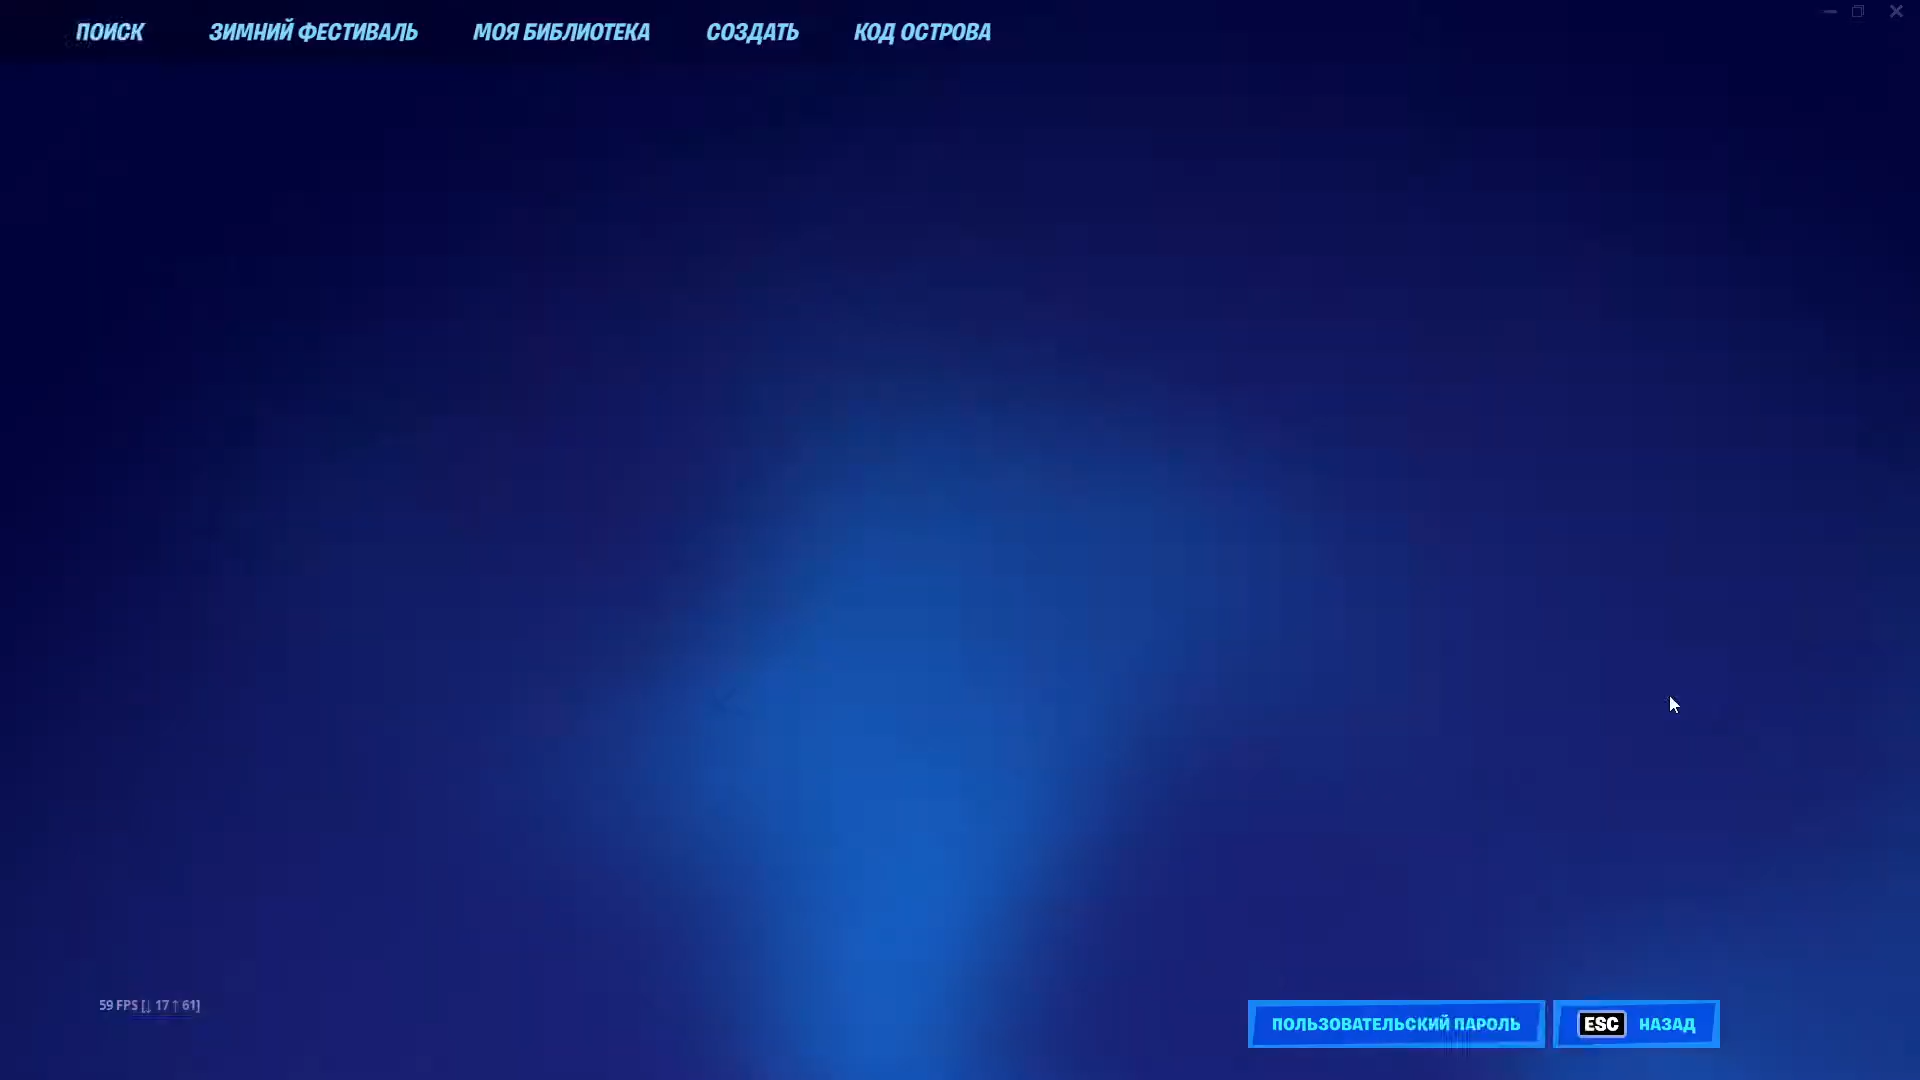 ПОИСК ЗИМНИЙ ФЕСТИВАЛЬ МОЯ БИБЛИОТЕКА СОЗДАТЬ КОД ОСТРОВА
59 FPS [↓ 17 ↑ 61]
ПОЛЬЗОВАТЕЛЬСКИЙ ПАРОЛЬ ESC НАЗАД